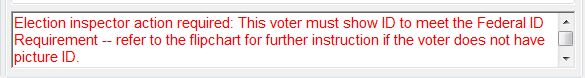 Election inspector action required: This voter must show ID to meet the Federal ID
Requirement -- refer to the flipchart for further instruction if the voter does not have
picture ID.